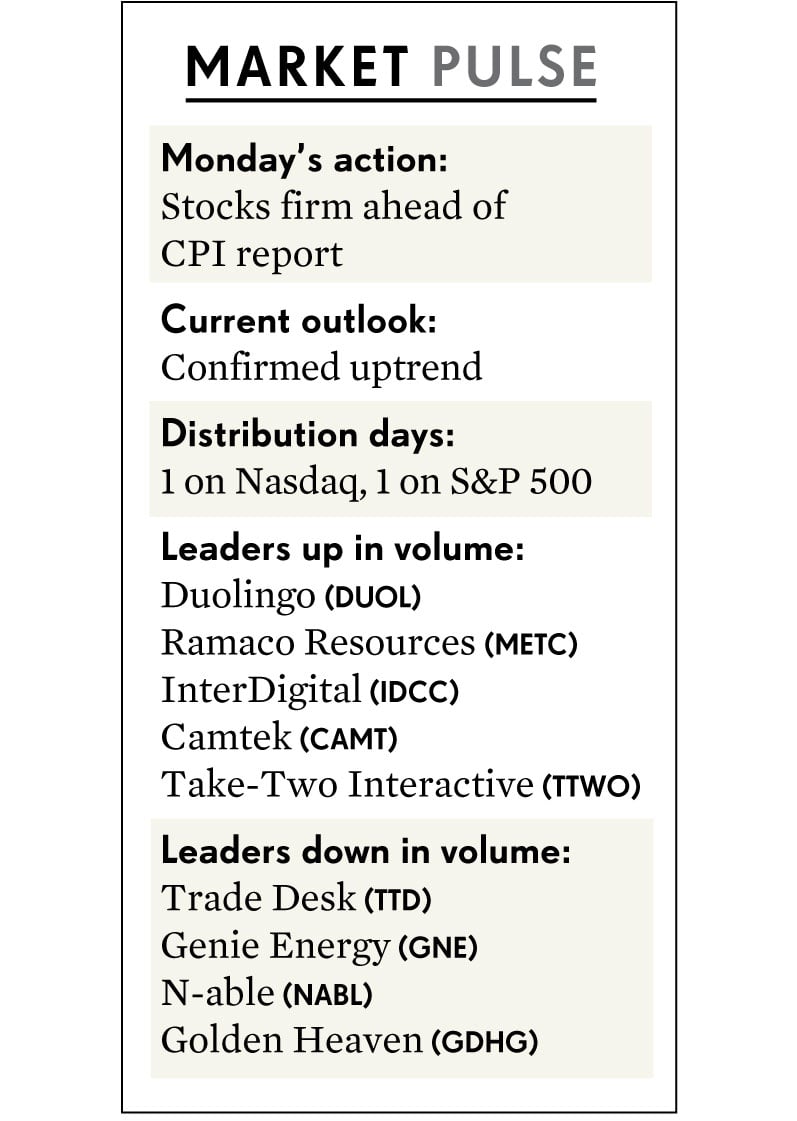 MARKET PULSE
Monday’s action:
Stocks firm ahead of
CPI report
Current outlook:
Confirmed uptrend
Distribution days:
1 on Nasdaq, 1 on S&P 500
Leaders up in volume:
Duolingo (DUOL)
Ramaco Resources (METC)
InterDigital (IDCC)
Camtek (CAMT)
Take-Two Interactive (TTWO)
Leaders down in volume:
Trade Desk (TTD)
Genie Energy (GNE)
N-able (NABL)
Golden Heaven (GDHG)